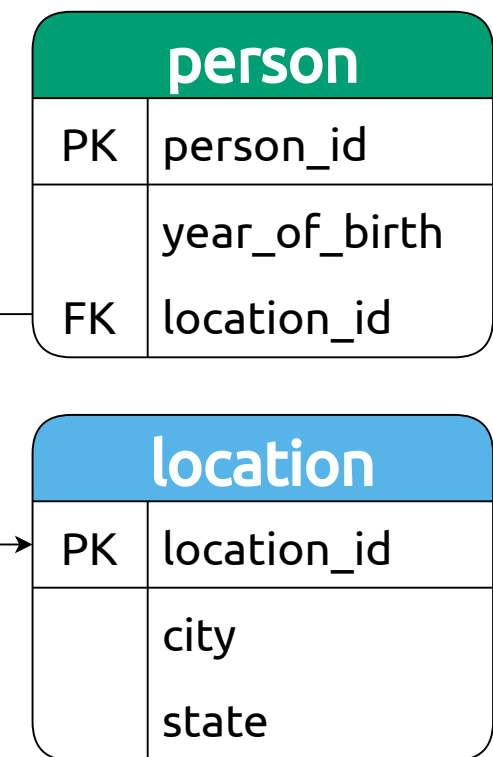 person
PK person_id
year_of_birth
FK location_id
location
PK location_id
city
state